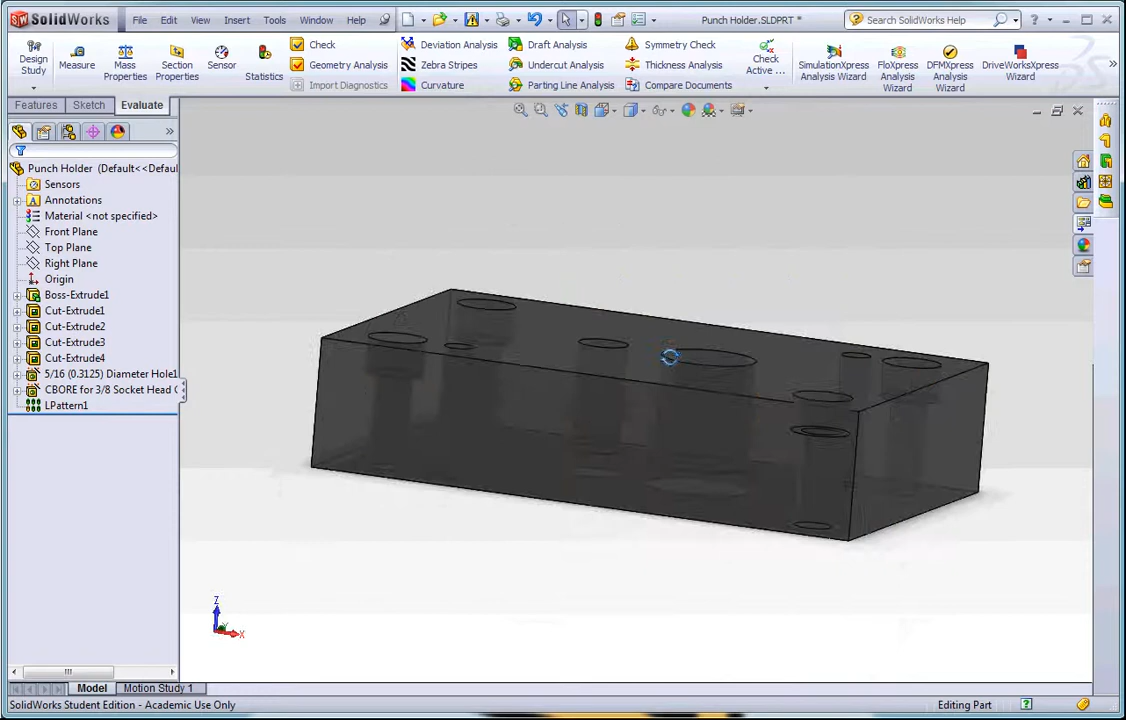 SolidWorks File Edit View Insert Tools Window Help Punch Holder.SLDPRT * Search SolidWorks Help
Design Study
Measure
Mass Properties
Section Properties
Sensor
Statistics
Check
Geometry Analysis
Import Diagnostics
Deviation Analysis
Zebra Stripes
Curvature
Draft Analysis
Undercut Analysis
Parting Line Analysis
Symmetry Check
Thickness Analysis
Compare Documents
Check Active ...
SimulationXpress Analysis Wizard
FloXpress Analysis Wizard
DFMXpress Analysis Wizard
DriveWorksXpress Wizard
Features Sketch Evaluate
Punch Holder (Default<<Defaul
Sensors
Annotations
Material <not specified>
Front Plane
Top Plane
Right Plane
Origin
Boss-Extrude1
Cut-Extrude1
Cut-Extrude2
Cut-Extrude3
Cut-Extrude4
5/16 (0.3125) Diameter Hole1
CBORE for 3/8 Socket Head C
LPattern1
Z
X
Model Motion Study 1
SolidWorks Student Edition - Academic Use Only Editing Part